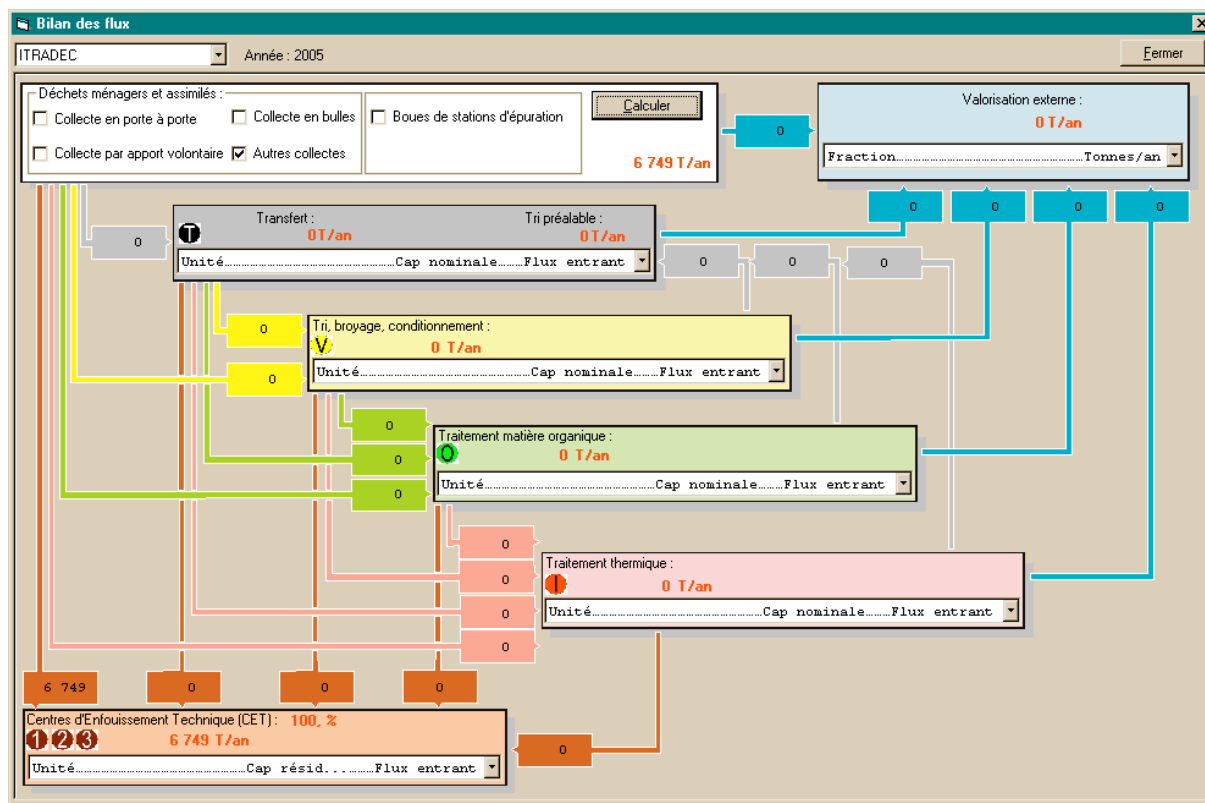 Bilan des flux
ITRADEC
Année : 2005
Fermer
Déchets ménagers et assimilés :
Collecte en porte à porte
Collecte en bulles
Boues de stations d'épuration
Calculer
Collecte par apport volontaire
Autres collectes
6 749 T/an
0
Valorisation externe :
0 T/an
Fraction.......................................................Tonnes/an
0
0
0
0
T
Transfert :
0T/an
Tri préalable :
0T/an
Unité..................................................Cap nominale.......Flux entrant
0
0
0
0
0
Tri, broyage, conditionnement :
V
0 T/an
Unité..................................................Cap nominale.......Flux entrant
0
0
Traitement matière organique :
O
0 T/an
Unité..................................................Cap nominale.......Flux entrant
0
0
0
Traitement thermique :
I
0 T/an
Unité..................................................Cap nominale.......Flux entrant
0
0
0
6 749
0
0
0
Centres d'Enfouissement Technique (CET) : 100, %
1 2 3
6 749 T/an
Unité..................................................Cap résid..........Flux entrant
0